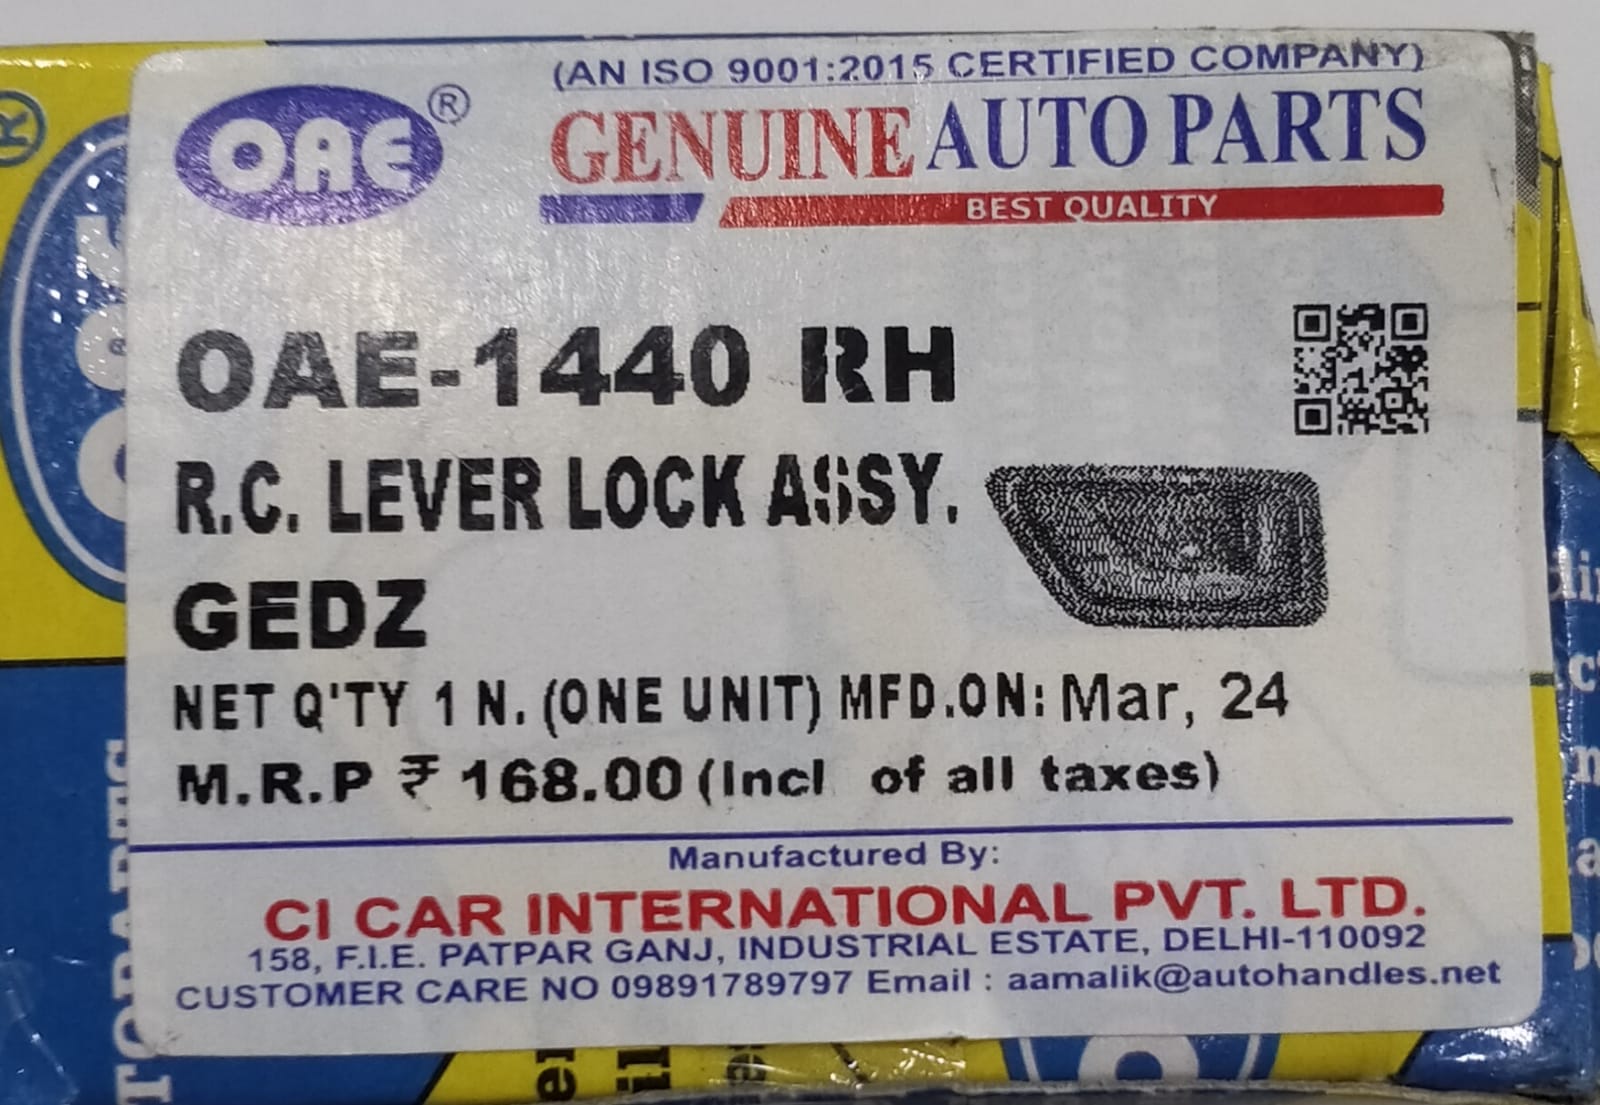 (AN ISO 9001:2015 CERTIFIED COMPANY)
OAE®
GENUINE AUTO PARTS
BEST QUALITY
OAE-1440 RH
R.C. LEVER LOCK ASSY.
GEDZ
NET Q'TY 1 N. (ONE UNIT) MFD.ON: Mar, 24
M.R.P ₹ 168.00 (Incl of all taxes)
Manufactured By:
CI CAR INTERNATIONAL PVT. LTD.
158, F.I.E. PATPAR GANJ, INDUSTRIAL ESTATE, DELHI-110092
CUSTOMER CARE NO 09891789797 Email : aamalik@autohandles.net